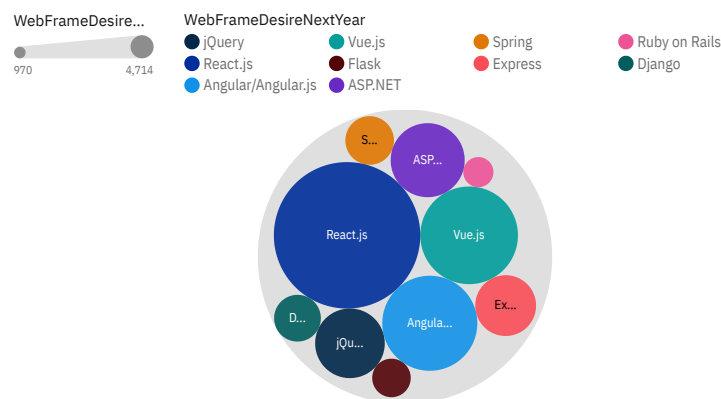 WebFrameDesire...
970
4,714
WebFrameDesireNextYear
jQuery
Vue.js
Spring
Ruby on Rails
React.js
Flask
Express
Django
Angular/Angular.js
ASP.NET
S...
ASP...
React.js
Vue.js
Ex...
D...
Angula...
jQu...